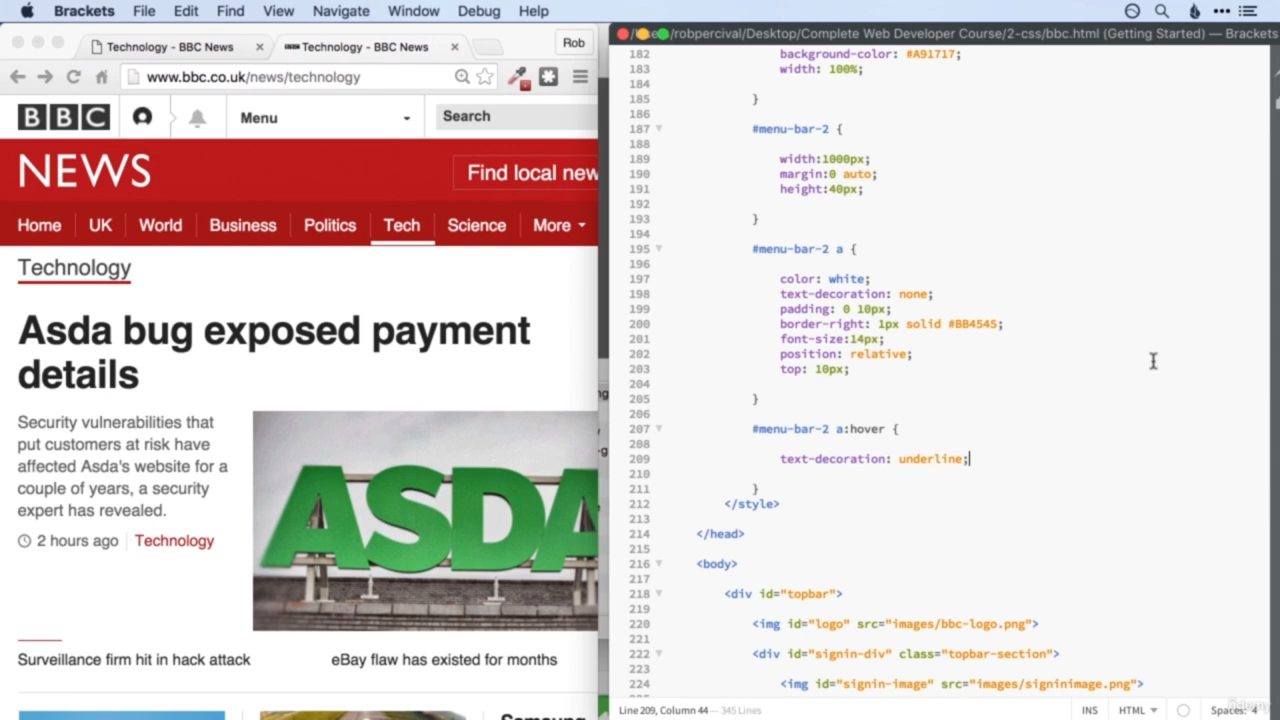 Brackets File Edit Find View Navigate Window Debug Help
Technology - BBC News
Technology - BBC News
Rob
/robpercival/Desktop/Complete Web Developer Course/2-css/bbc.html (Getting Started) — Brackets
www.bbc.co.uk/news/technology
BBC
Menu
Search
NEWS
Find local new
Home UK World Business Politics Tech Science More
Technology
Asda bug exposed payment
details
Security vulnerabilities that
put customers at risk have
affected Asda's website for a
couple of years, a security
expert has revealed.
2 hours ago Technology
ASDA
Surveillance firm hit in hack attack
eBay flaw has existed for months
Samsung
182 background-color: #A91717;
183 width: 100%;
184
185 }
186
187 #menu-bar-2 {
188
189 width:1000px;
190 margin:0 auto;
191 height:40px;
192
193 }
194
195 #menu-bar-2 a {
196
197 color: white;
198 text-decoration: none;
199 padding: 0 10px;
200 border-right: 1px solid #BB4545;
201 font-size:14px;
202 position: relative;
203 top: 10px;
204
205 }
206
207 #menu-bar-2 a:hover {
208
209 text-decoration: underline;
210
211 }
212 </style>
213
214 </head>
215
216 <body>
217
218 <div id="topbar">
219
220 <img id="logo" src="images/bbc-logo.png">
221
222 <div id="signin-div" class="topbar-section">
223
224 <img id="signin-image" src="images/signinimage.png">
Line 209, Column 44 — 345 Lines
INS HTML Spaces: 4